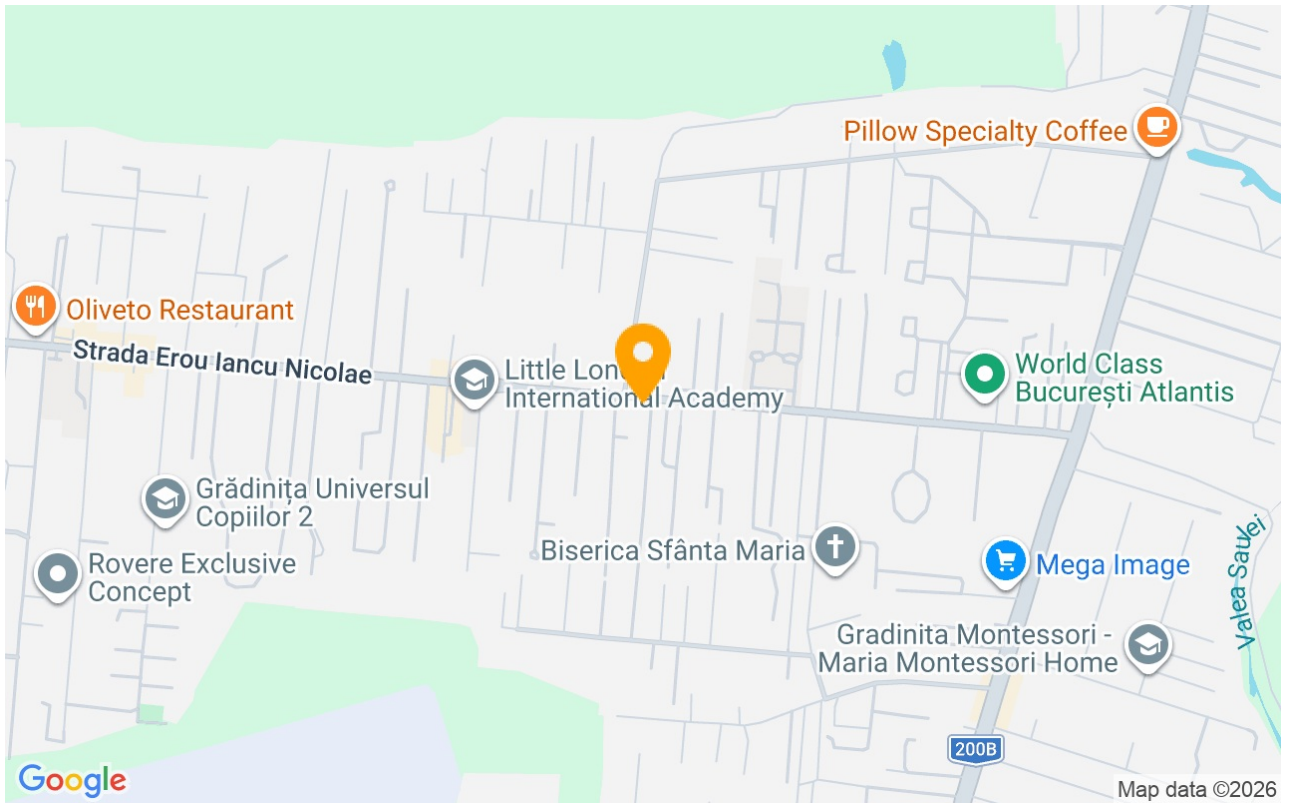 Pillow Specialty Coffee
Oliveto Restaurant
Strada Erou Iancu Nicolae
Little London
International Academy
World Class
București Atlantis
Grădinița Universul
Copiilor 2
Biserica Sfânta Maria
Rovere Exclusive
Concept
Mega Image
Valea Saulei
Gradinita Montessori -
Maria Montessori Home
200B
Google
Map data ©2026